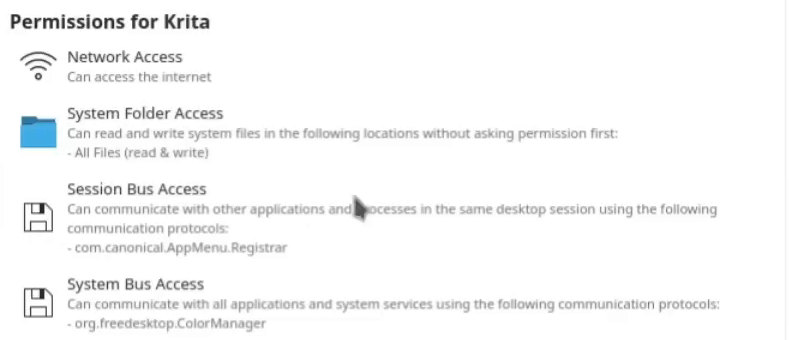 Permissions for Krita
Network Access
Can access the internet
System Folder Access
Can read and write system files in the following locations without asking permission first:
- All Files (read & write)
Session Bus Access
Can communicate with other applications and processes in the same desktop session using the following
communication protocols:
- com.canonical.AppMenu.Registrar
System Bus Access
Can communicate with all applications and system services using the following communication protocols:
- org.freedesktop.ColorManager